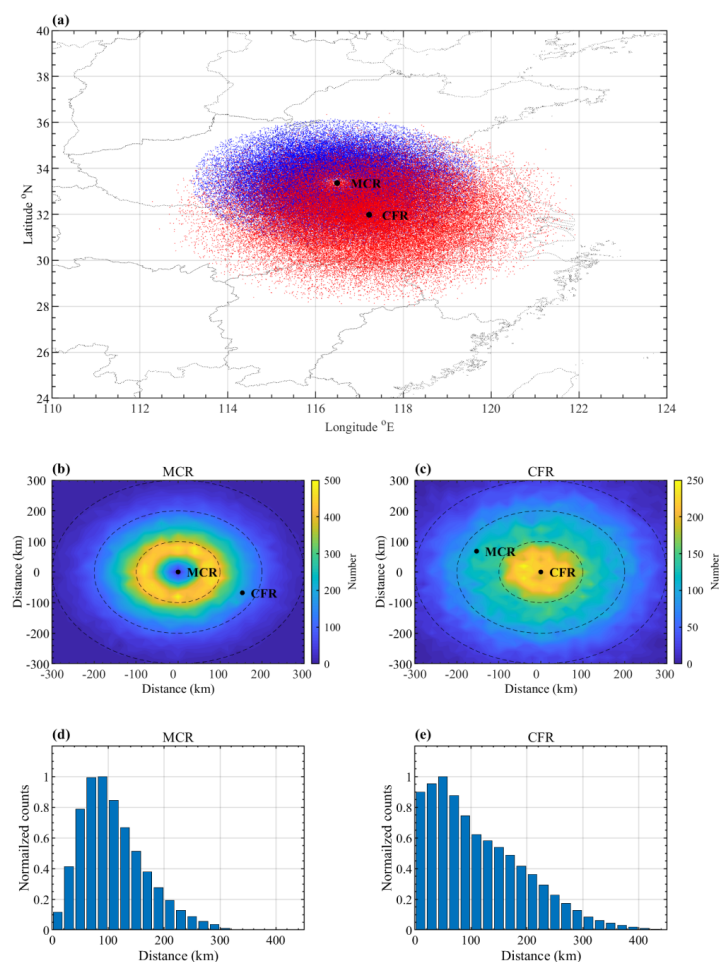 (a)
40
38
36
34
32
30
28
26
24
Latitude °N
MCR
CFR
110 112 114 116 118 120 122 124
Longitude °E
(b) MCR
300
200
100
0
-100
-200
-300
Distance (km)
MCR
CFR
-300 -200 -100 0 100 200 300
Distance (km)
500
400
300
200
100
0
Number
(c) CFR
300
200
100
0
-100
-200
-300
Distance (km)
MCR
CFR
-300 -200 -100 0 100 200 300
Distance (km)
250
200
150
100
50
0
Number
(d) MCR
1
0.8
0.6
0.4
0.2
0
Normailzed counts
0 100 200 300 400
Distance (km)
(e) CFR
1
0.8
0.6
0.4
0.2
0
Normailzed counts
0 100 200 300 400
Distance (km)